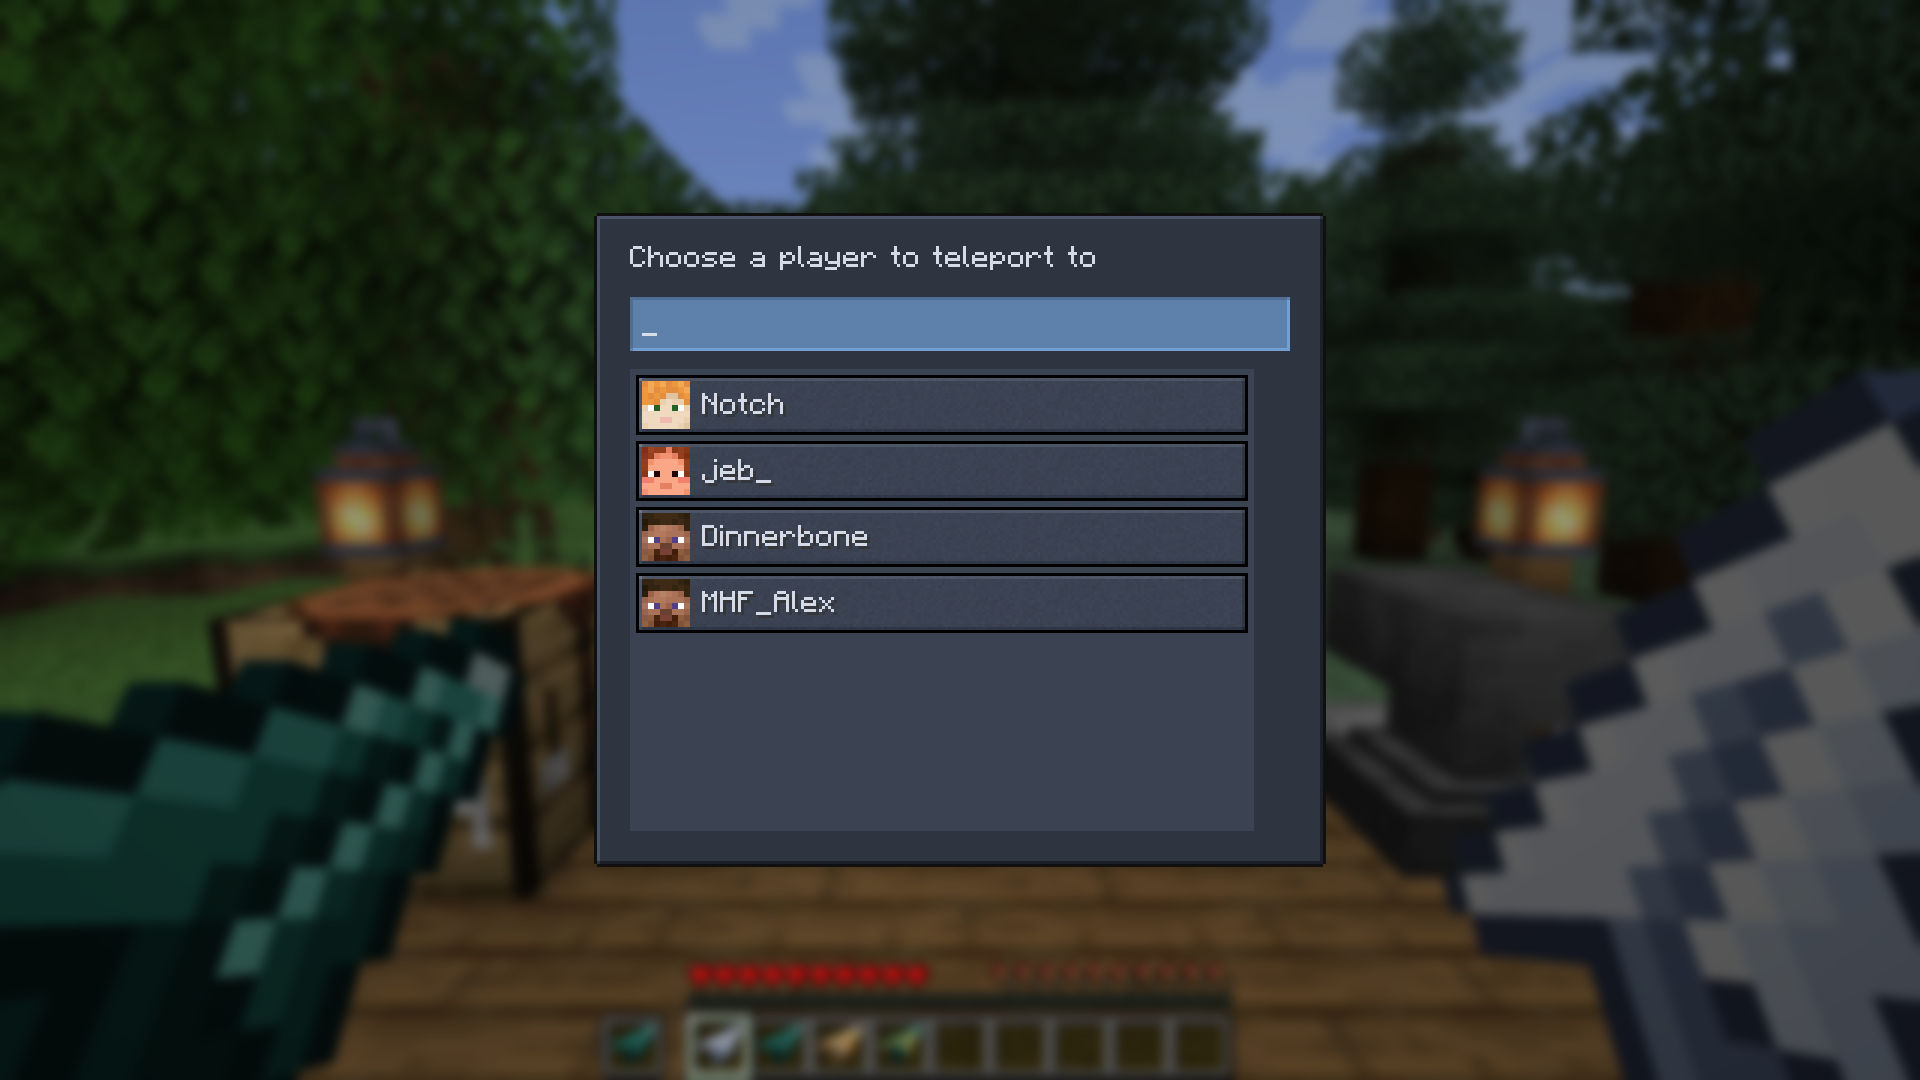 Choose a player to teleport to
_
Notch
jeb_
Dinnerbone
MHF_Alex